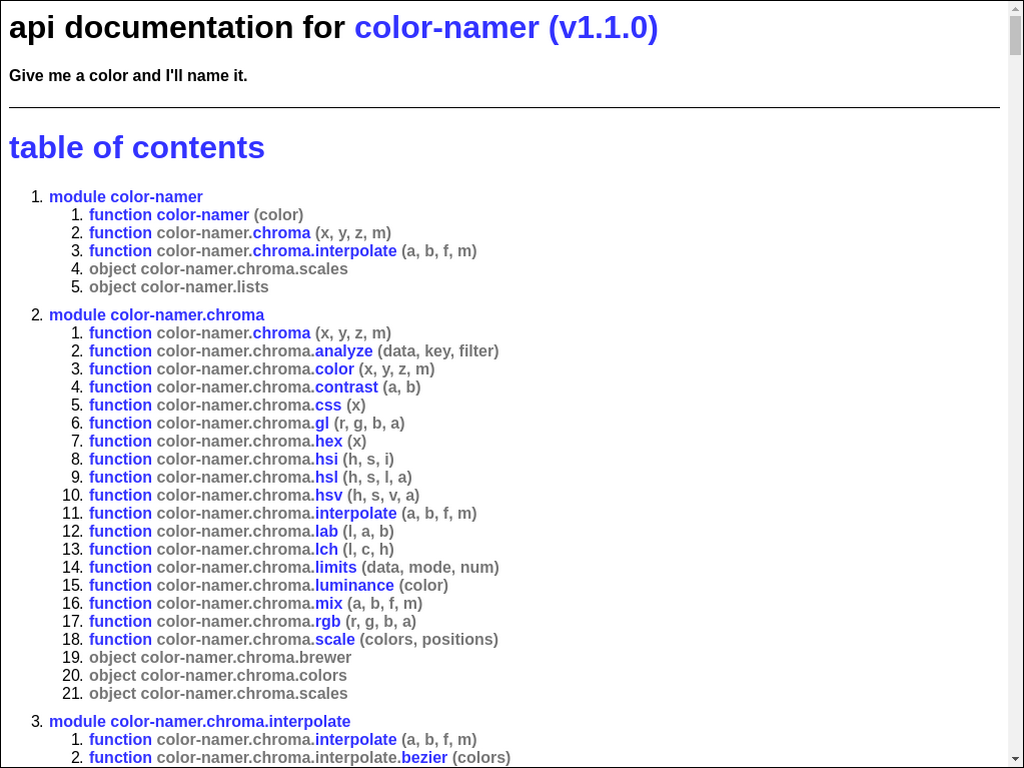 api documentation for color-namer (v1.1.0)
Give me a color and I'll name it.
table of contents
1. module color-namer
1. function color-namer (color)
2. function color-namer.chroma (x, y, z, m)
3. function color-namer.chroma.interpolate (a, b, f, m)
4. object color-namer.chroma.scales
5. object color-namer.lists
2. module color-namer.chroma
1. function color-namer.chroma (x, y, z, m)
2. function color-namer.chroma.analyze (data, key, filter)
3. function color-namer.chroma.color (x, y, z, m)
4. function color-namer.chroma.contrast (a, b)
5. function color-namer.chroma.css (x)
6. function color-namer.chroma.gl (r, g, b, a)
7. function color-namer.chroma.hex (x)
8. function color-namer.chroma.hsi (h, s, i)
9. function color-namer.chroma.hsl (h, s, l, a)
10. function color-namer.chroma.hsv (h, s, v, a)
11. function color-namer.chroma.interpolate (a, b, f, m)
12. function color-namer.chroma.lab (l, a, b)
13. function color-namer.chroma.lch (l, c, h)
14. function color-namer.chroma.limits (data, mode, num)
15. function color-namer.chroma.luminance (color)
16. function color-namer.chroma.mix (a, b, f, m)
17. function color-namer.chroma.rgb (r, g, b, a)
18. function color-namer.chroma.scale (colors, positions)
19. object color-namer.chroma.brewer
20. object color-namer.chroma.colors
21. object color-namer.chroma.scales
3. module color-namer.chroma.interpolate
1. function color-namer.chroma.interpolate (a, b, f, m)
2. function color-namer.chroma.interpolate.bezier (colors)